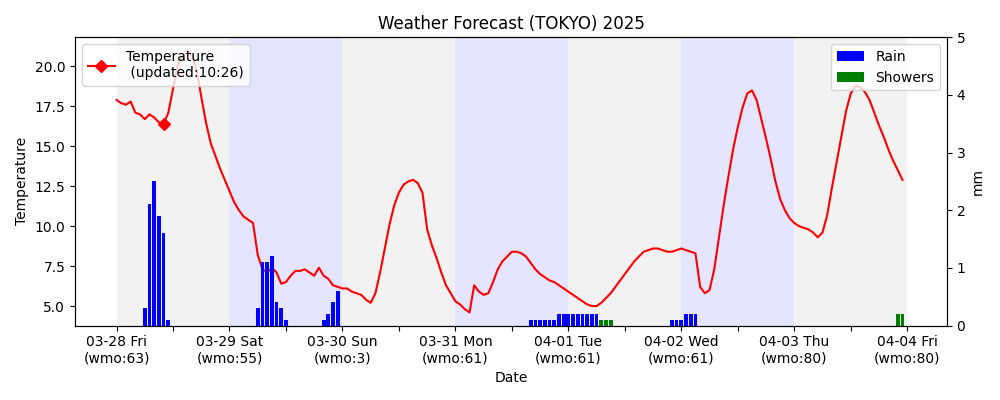 Weather Forecast (TOKYO) 2025
Temperature
(updated:10:26)
Rain
Showers
20.0
17.5
15.0
12.5
10.0
7.5
5.0
Temperature
5
4
3
2
1
0
mm
03-28 Fri
(wmo:63)
03-29 Sat
(wmo:55)
03-30 Sun
(wmo:3)
03-31 Mon
(wmo:61)
04-01 Tue
(wmo:61)
04-02 Wed
(wmo:61)
04-03 Thu
(wmo:80)
04-04 Fri
(wmo:80)
Date